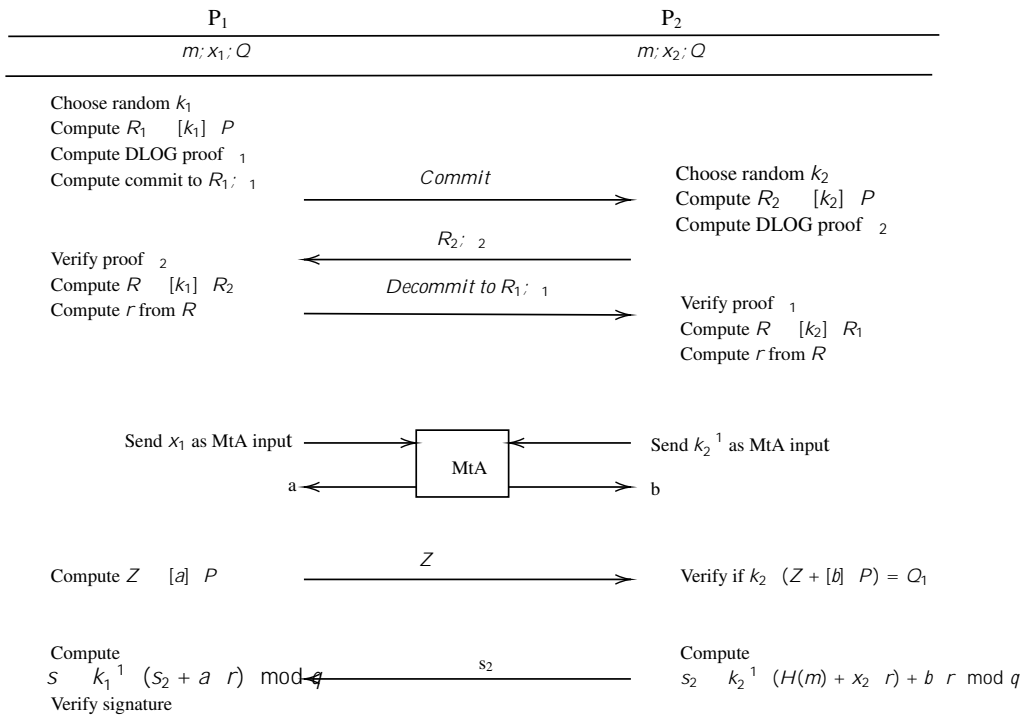 P₁ P₂
m; x₁; Q m; x₂; Q
Choose random k₁
Compute R₁ [k₁] P
Compute DLOG proof ₁
Compute commit to R₁; ₁
Commit
Choose random k₂
Compute R₂ [k₂] P
Compute DLOG proof ₂
R₂; ₂
Verify proof ₂
Compute R [k₁] R₂
Compute r from R
Decommit to R₁; ₁
Verify proof ₁
Compute R [k₂] R₁
Compute r from R
Send x₁ as MtA input
MtA
Send k₂ ¹ as MtA input
a
b
Compute Z [a] P
Z
Verify if k₂ (Z + [b] P) = Q₁
Compute
s k₁ ¹ (s₂ + a r) mod q
Verify signature
s₂
Compute
s₂ k₂ ¹ (H(m) + x₂ r) + b r mod q